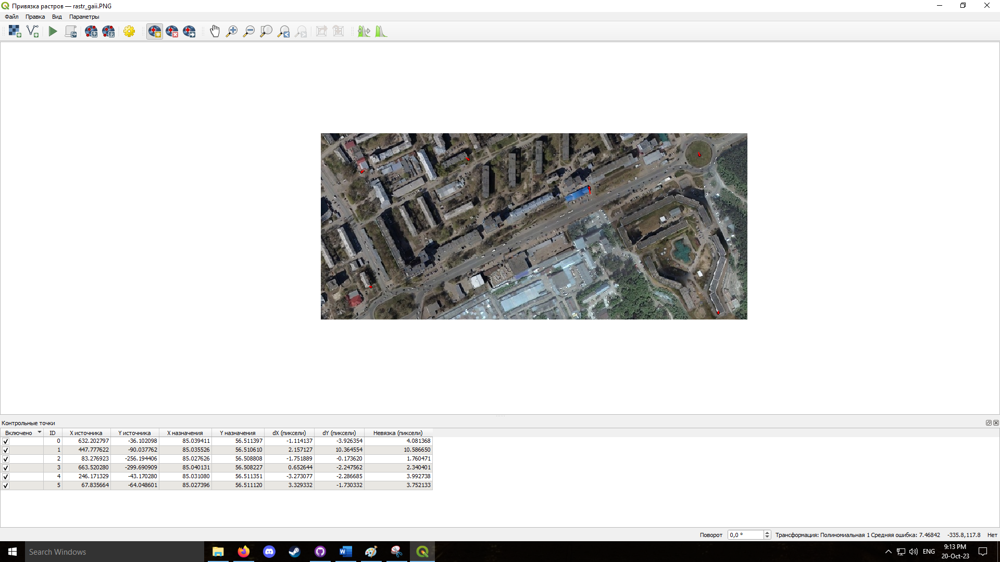 Привязка растров — rastr_gaii.PNG
Файл Правка Вид Параметры
Контрольные точки
Включено ID X источника Y источника X назначения Y назначения dX (пиксели) dY (пиксели) Невязка (пиксели)
0 632.202797 -36.102098 85.039411 56.511397 -1.114137 -3.926354 4.081368
1 447.777622 -90.037762 85.035526 56.510610 2.157127 10.364554 10.586650
2 83.276923 -256.194406 85.027626 56.508808 -1.751889 -0.173620 1.760471
3 663.520280 -299.690909 85.040131 56.508227 0.652644 -2.247562 2.340401
4 246.171329 -43.170280 85.031080 56.511351 -3.273077 -2.286685 3.992738
5 67.835664 -64.048601 85.027396 56.511120 3.329332 -1.730332 3.752133
Поворот 0,0 ° Трансформация: Полиномиальная 1 Средняя ошибка: 7.46842 -335.8,117.8 Нет
Search Windows
ENG
9:13 PM
20-Oct-23